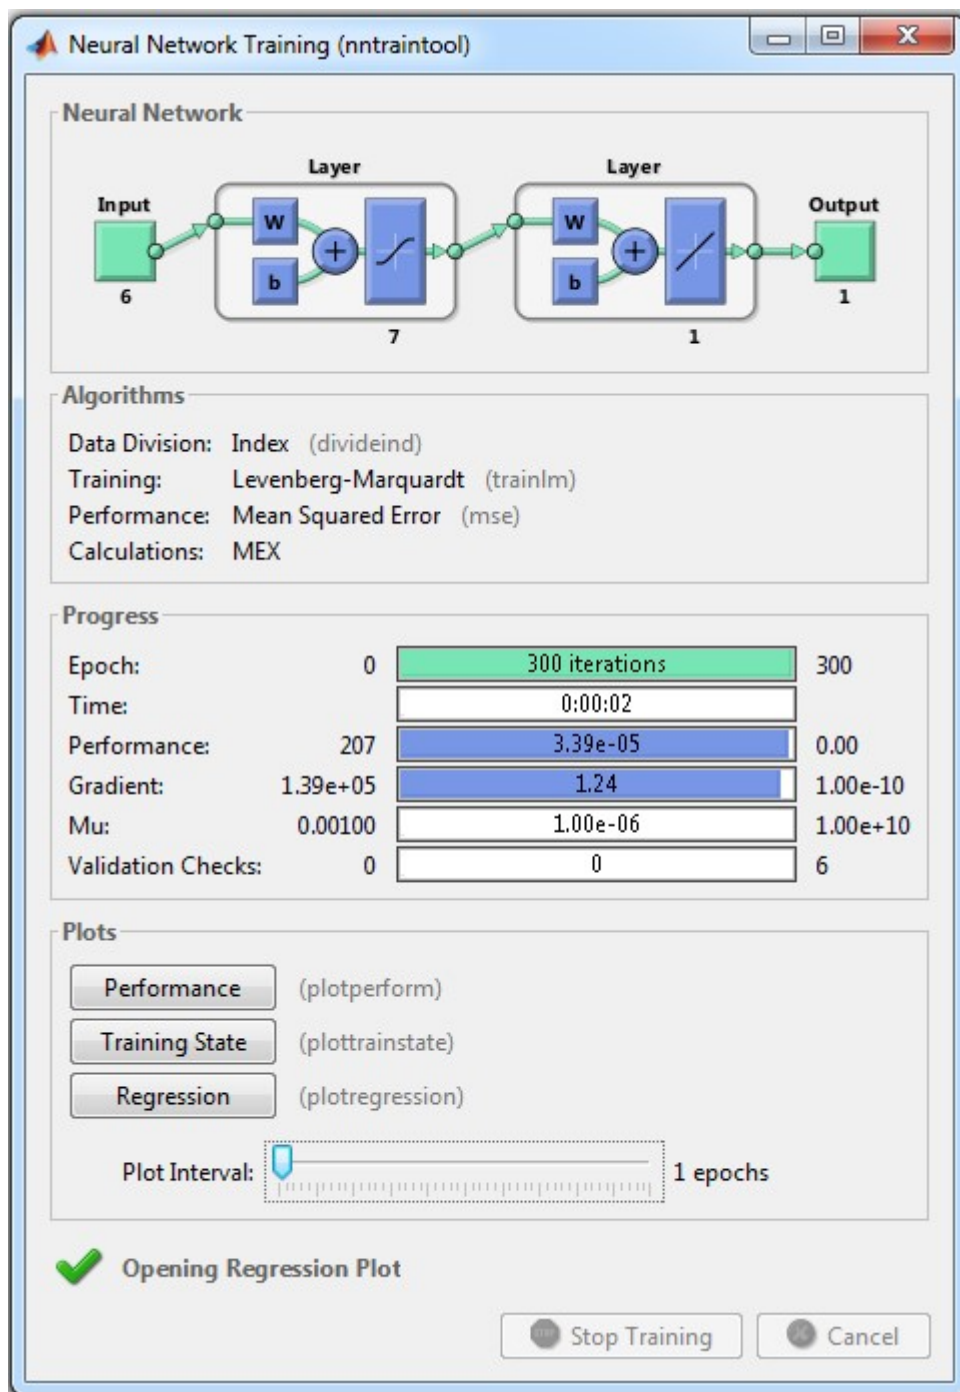 Neural Network Training (nntraintool)
Neural Network
Layer Layer
Input Output
W W
+ +
b b
6 1
7 1
Algorithms
Data Division: Index (divideind)
Training: Levenberg-Marquardt (trainlm)
Performance: Mean Squared Error (mse)
Calculations: MEX
Progress
Epoch: 0 300 iterations 300
Time: 0:00:02
Performance: 207 3.39e-05 0.00
Gradient: 1.39e+05 1.24 1.00e-10
Mu: 0.00100 1.00e-06 1.00e+10
Validation Checks: 0 0 6
Plots
Performance (plotperform)
Training State (plottrainstate)
Regression (plotregression)
Plot Interval: 1 epochs
Opening Regression Plot
STOP Stop Training Cancel